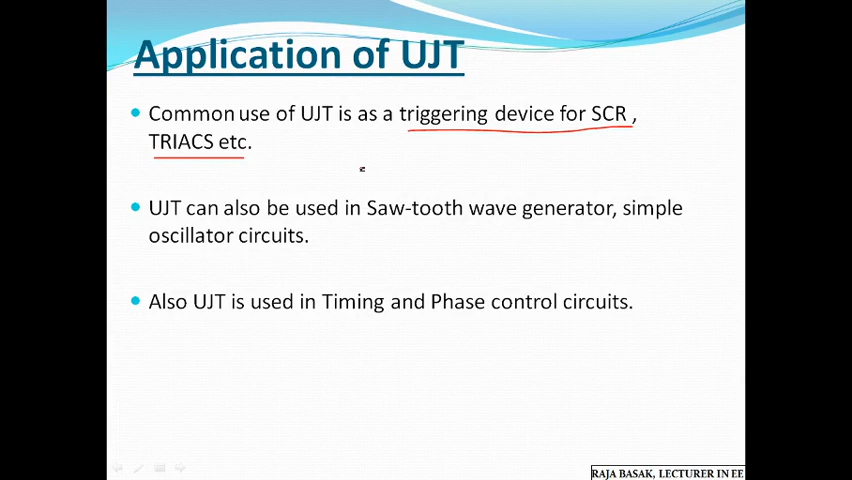 Application of UJT
Common use of UJT is as a triggering device for SCR ,
TRIACS etc.
UJT can also be used in Saw-tooth wave generator, simple
oscillator circuits.
Also UJT is used in Timing and Phase control circuits.
RAJA BASAK, LECTURER IN EE